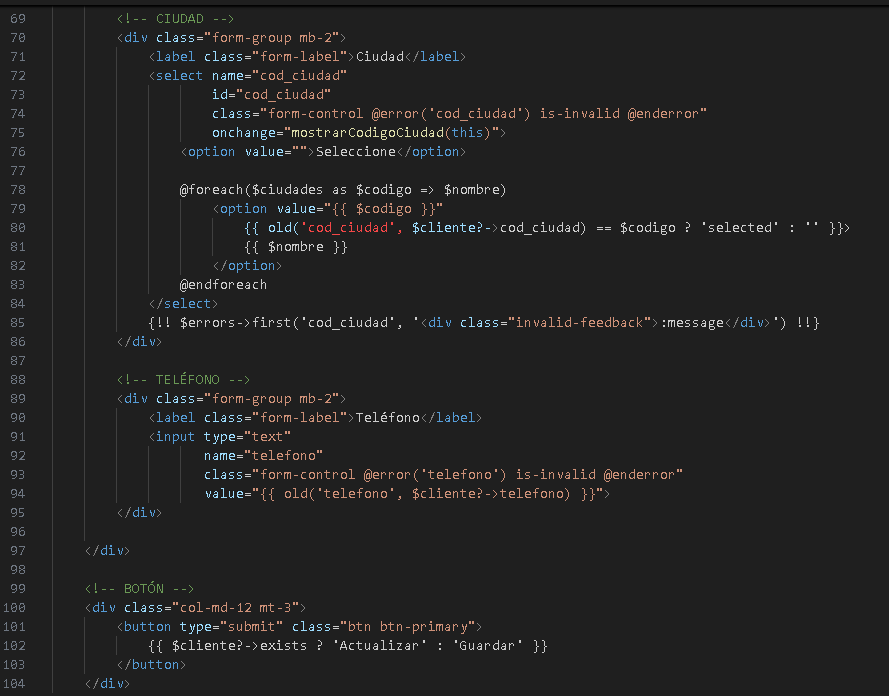 69 <!-- CIUDAD -->
70 <div class="form-group mb-2">
71 <label class="form-label">Ciudad</label>
72 <select name="cod_ciudad"
73 id="cod_ciudad"
74 class="form-control @error('cod_ciudad') is-invalid @enderror"
75 onchange="mostrarCodigoCiudad(this)">
76 <option value="">Seleccione</option>
77
78 @foreach($ciudades as $codigo => $nombre)
79 <option value="{{ $codigo }}"
80 {{ old('cod_ciudad', $cliente?->cod_ciudad) == $codigo ? 'selected' : '' }}>
81 {{ $nombre }}
82 </option>
83 @endforeach
84 </select>
85 {!! $errors->first('cod_ciudad', '<div class="invalid-feedback">:message</div>') !!}
86 </div>
87
88 <!-- TELÉFONO -->
89 <div class="form-group mb-2">
90 <label class="form-label">Teléfono</label>
91 <input type="text"
92 name="telefono"
93 class="form-control @error('telefono') is-invalid @enderror"
94 value="{{ old('telefono', $cliente?->telefono) }}">
95 </div>
96
97 </div>
98
99 <!-- BOTÓN -->
100 <div class="col-md-12 mt-3">
101 <button type="submit" class="btn btn-primary">
102 {{ $cliente?->exists ? 'Actualizar' : 'Guardar' }}
103 </button>
104 </div>